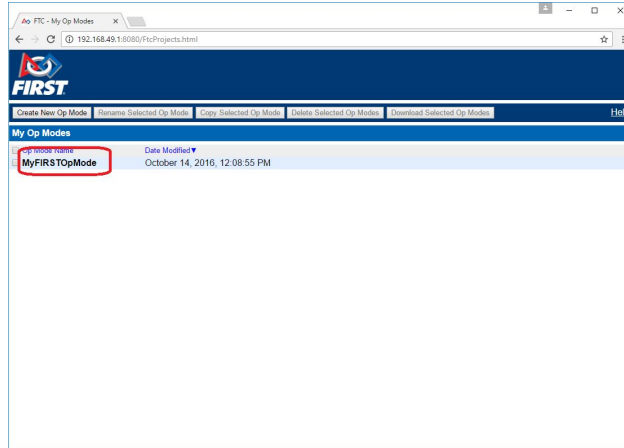 FTC - My Op Modes
192.168.49.1:8080/FtcProjects.html
FIRST
Create New Op Mode Rename Selected Op Mode Copy Selected Op Mode Delete Selected Op Modes Download Selected Op Modes
My Op Modes
Op Mode Name Date Modified▼
MyFIRSTOpMode October 14, 2016, 12:08:55 PM